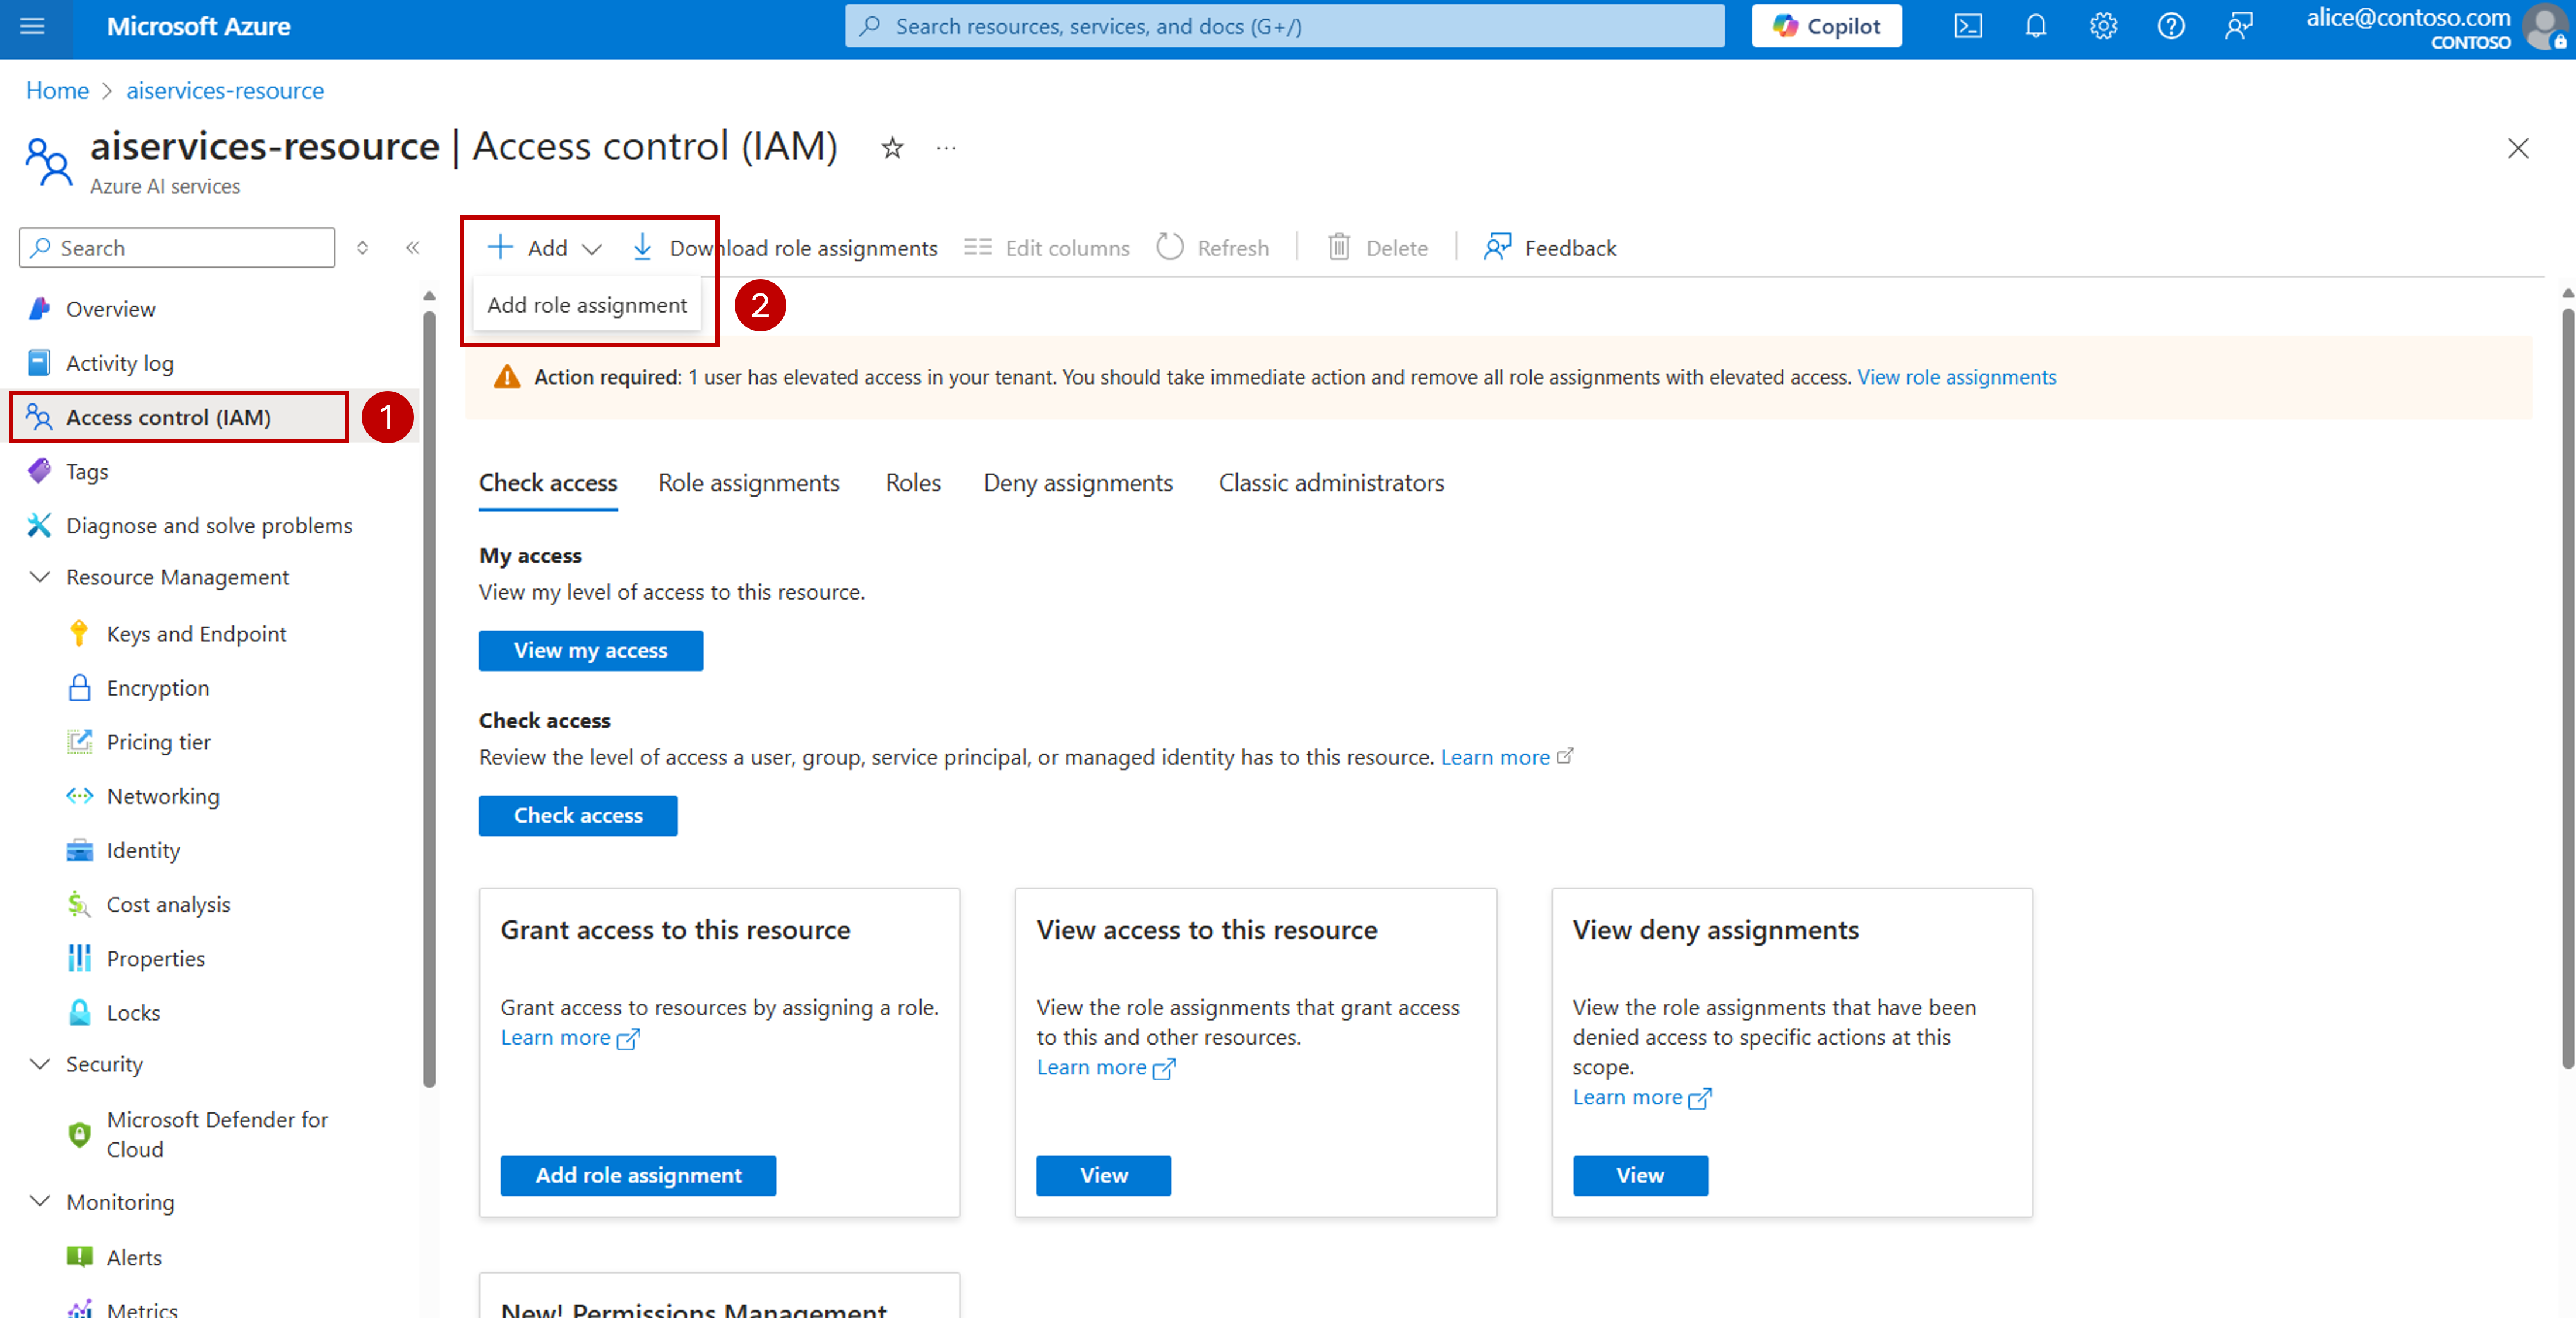 Microsoft Azure
Search resources, services, and docs (G+/)
Copilot
alice@contoso.com
CONTOSO
Home > aiservices-resource
aiservices-resource | Access control (IAM)
Azure AI services
Search
Add
Download role assignments
Edit columns
Refresh
Delete
Feedback
Add role assignment
2
Overview
Activity log
Access control (IAM)
1
Tags
Diagnose and solve problems
Resource Management
Keys and Endpoint
Encryption
Pricing tier
Networking
Identity
Cost analysis
Properties
Locks
Security
Microsoft Defender for
Cloud
Monitoring
Alerts
Metrics
Action required: 1 user has elevated access in your tenant. You should take immediate action and remove all role assignments with elevated access. View role assignments
Check access
Role assignments
Roles
Deny assignments
Classic administrators
My access
View my level of access to this resource.
View my access
Check access
Review the level of access a user, group, service principal, or managed identity has to this resource. Learn more
Check access
Grant access to this resource
Grant access to resources by assigning a role.
Learn more
Add role assignment
View access to this resource
View the role assignments that grant access
to this and other resources.
Learn more
View
View deny assignments
View the role assignments that have been
denied access to specific actions at this
scope.
Learn more
View
New! Permissions Management